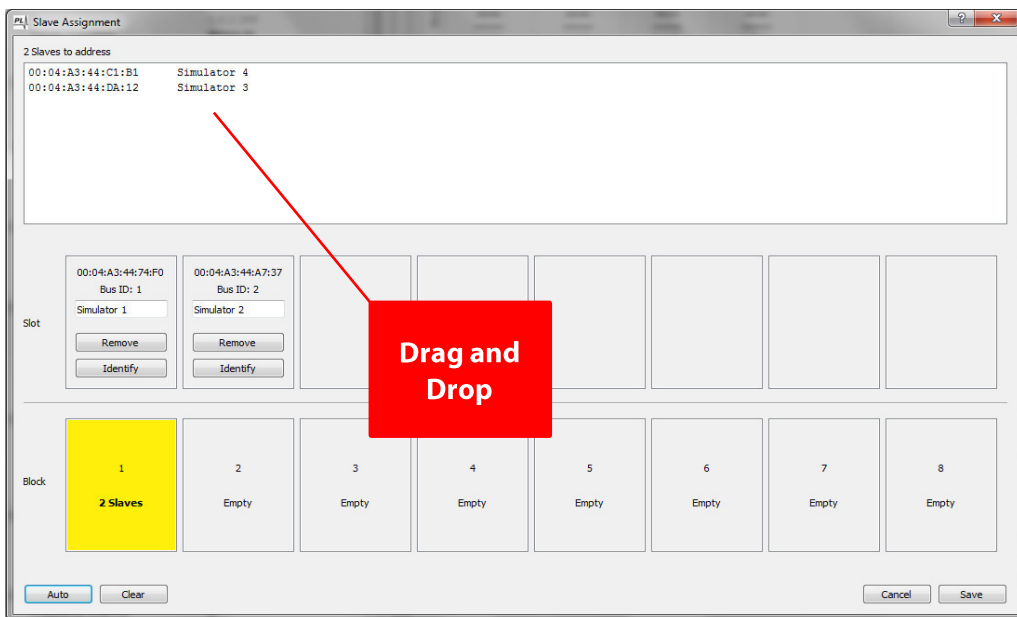 PL Slave Assignment
2 Slaves to address
00:04:A3:44:C1:B1 Simulator 4
00:04:A3:44:DA:12 Simulator 3
Slot
00:04:A3:44:74:F0
Bus ID: 1
Simulator 1
Remove
Identify
00:04:A3:44:A7:37
Bus ID: 2
Simulator 2
Remove
Identify
Drag and
Drop
Block
1
2 Slaves
2
Empty
3
Empty
4
Empty
5
Empty
6
Empty
7
Empty
8
Empty
Auto Clear Cancel Save